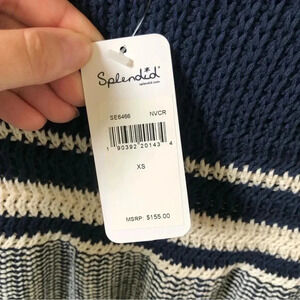 Splendid
splendid.com
SE6466 NVCR
1 90392 20143 4
XS
MSRP: $155.00